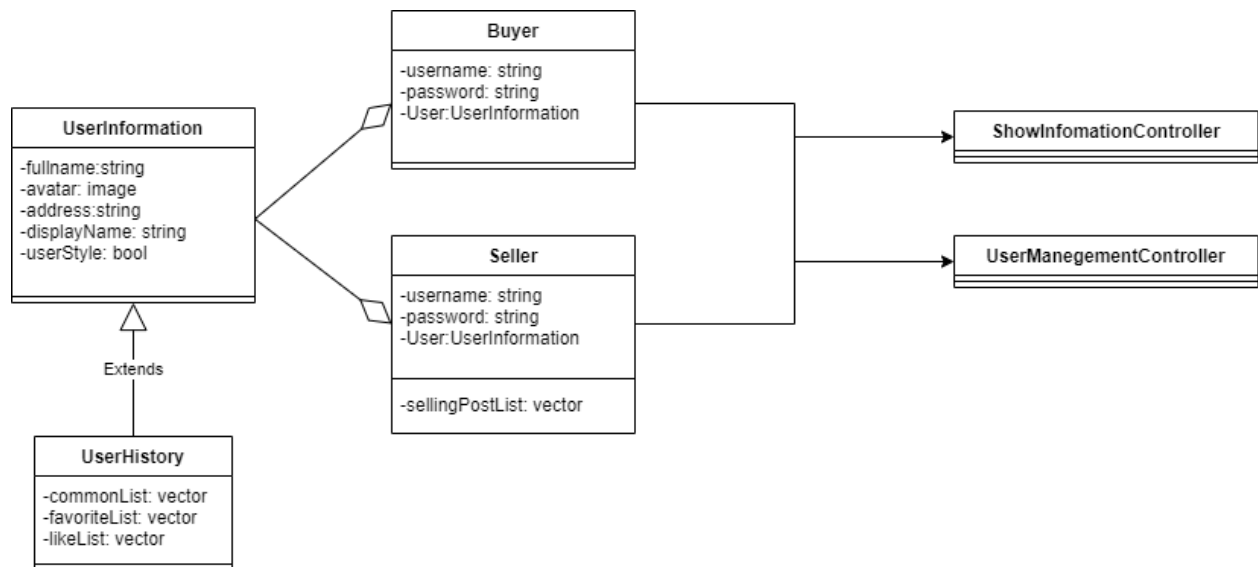 Buyer
-username: string
-password: string
-User:UserInformation
UserInformation
-fullname:string
-avatar: image
-address:string
-displayName: string
-userStyle: bool
Extends
UserHistory
-commonList: vector
-favoriteList: vector
-likeList: vector
Seller
-username: string
-password: string
-User:UserInformation
-sellingPostList: vector
ShowInfomationController
UserManegementController